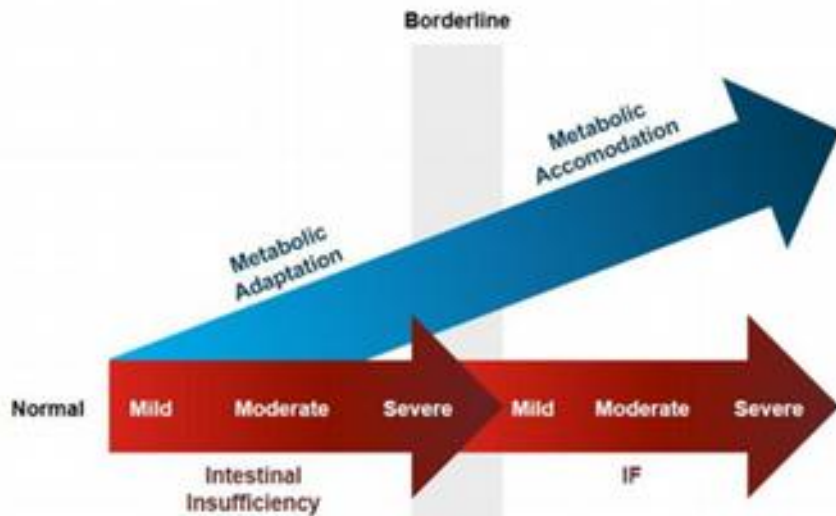 Borderline
Metabolic
Accomodation
Metabolic
Adaptation
Normal
Mild
Moderate
Severe
Mild
Moderate
Severe
Intestinal
Insufficiency
IF